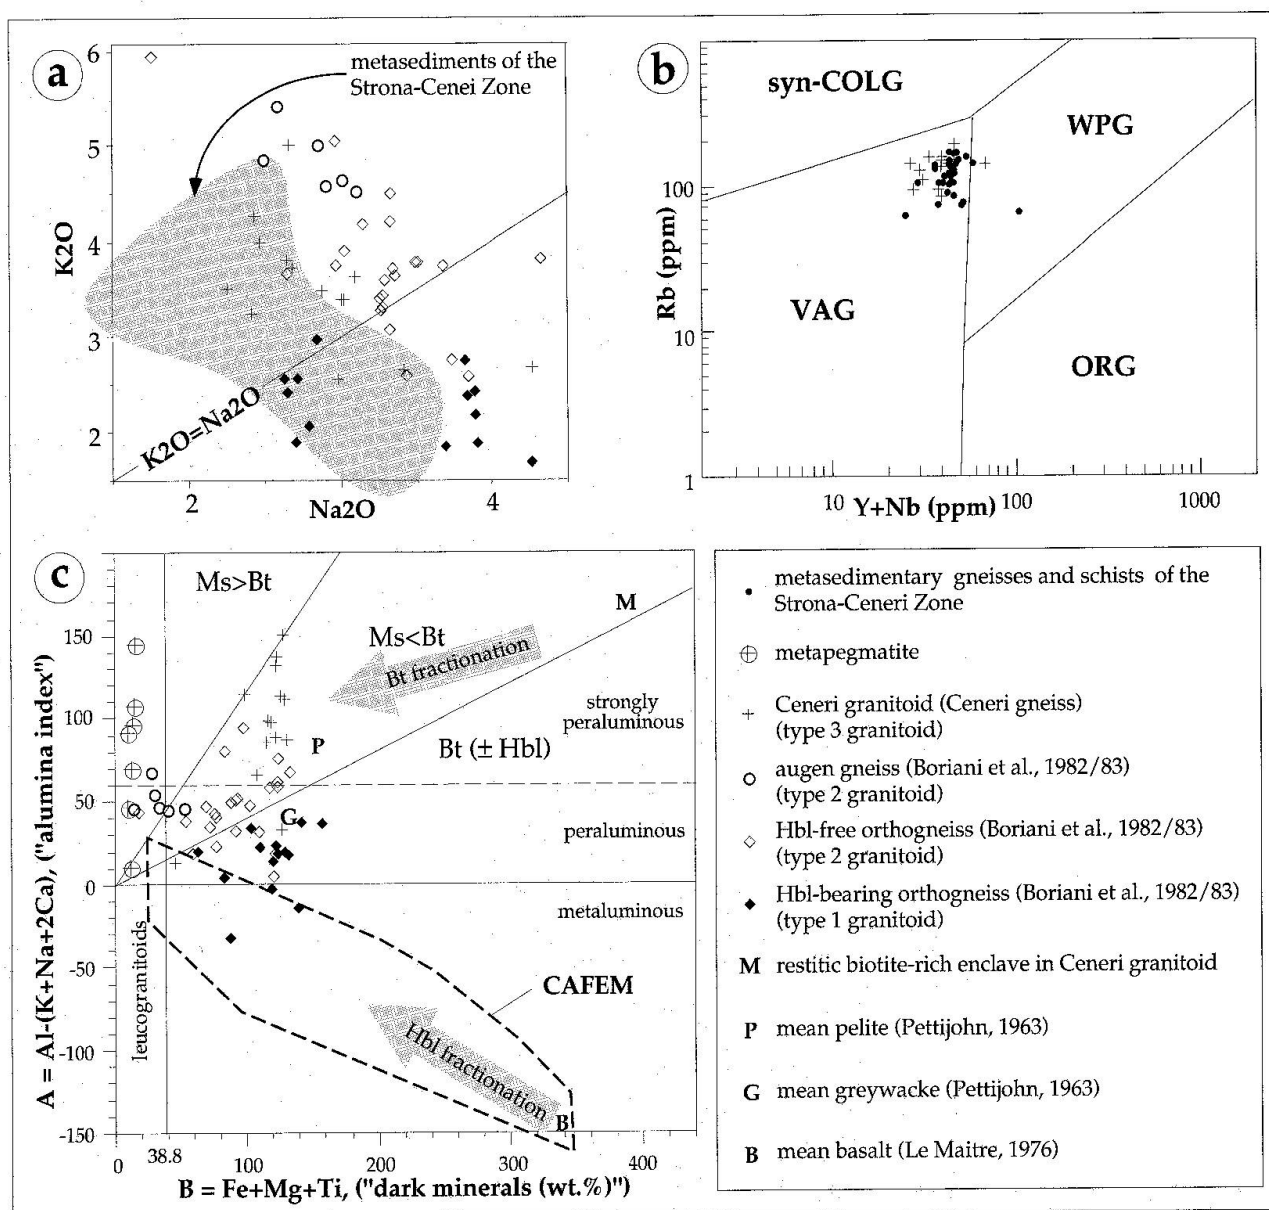 a
metasediments of the
Strona-Cenei Zone
6
5
4
3
2
K2O
K2O=Na2O
2
4
Na2O
b
syn-COLG
WPG
VAG
ORG
100
10
1
Rb (ppm)
10
100
1000
Y+Nb (ppm)
c
Ms>Bt
Ms<Bt
M
Bt fractionation
strongly
peraluminous
P
Bt (± Hbl)
G
peraluminous
metaluminous
leucogranitoids
CAFEM
Hbl fractionation
B
150
100
50
0
-50
-100
-150
A = Al-(K+Na+2Ca), ("alumina index")
0
38.8
100
200
300
400
B = Fe+Mg+Ti, ("dark minerals (wt.%)")
metasedimentary gneisses and schists of the
Strona-Ceneri Zone
metapegmatite
Ceneri granitoid (Ceneri gneiss)
(type 3 granitoid)
augen gneiss (Boriani et al., 1982/83)
(type 2 granitoid)
Hbl-free orthogneiss (Boriani et al., 1982/83)
(type 2 granitoid)
Hbl-bearing orthogneiss (Boriani et al., 1982/83)
(type 1 granitoid)
M restitic biotite-rich enclave in Ceneri granitoid
P mean pelite (Pettijohn, 1963)
G mean greywacke (Pettijohn, 1963)
B mean basalt (Le Maitre, 1976)